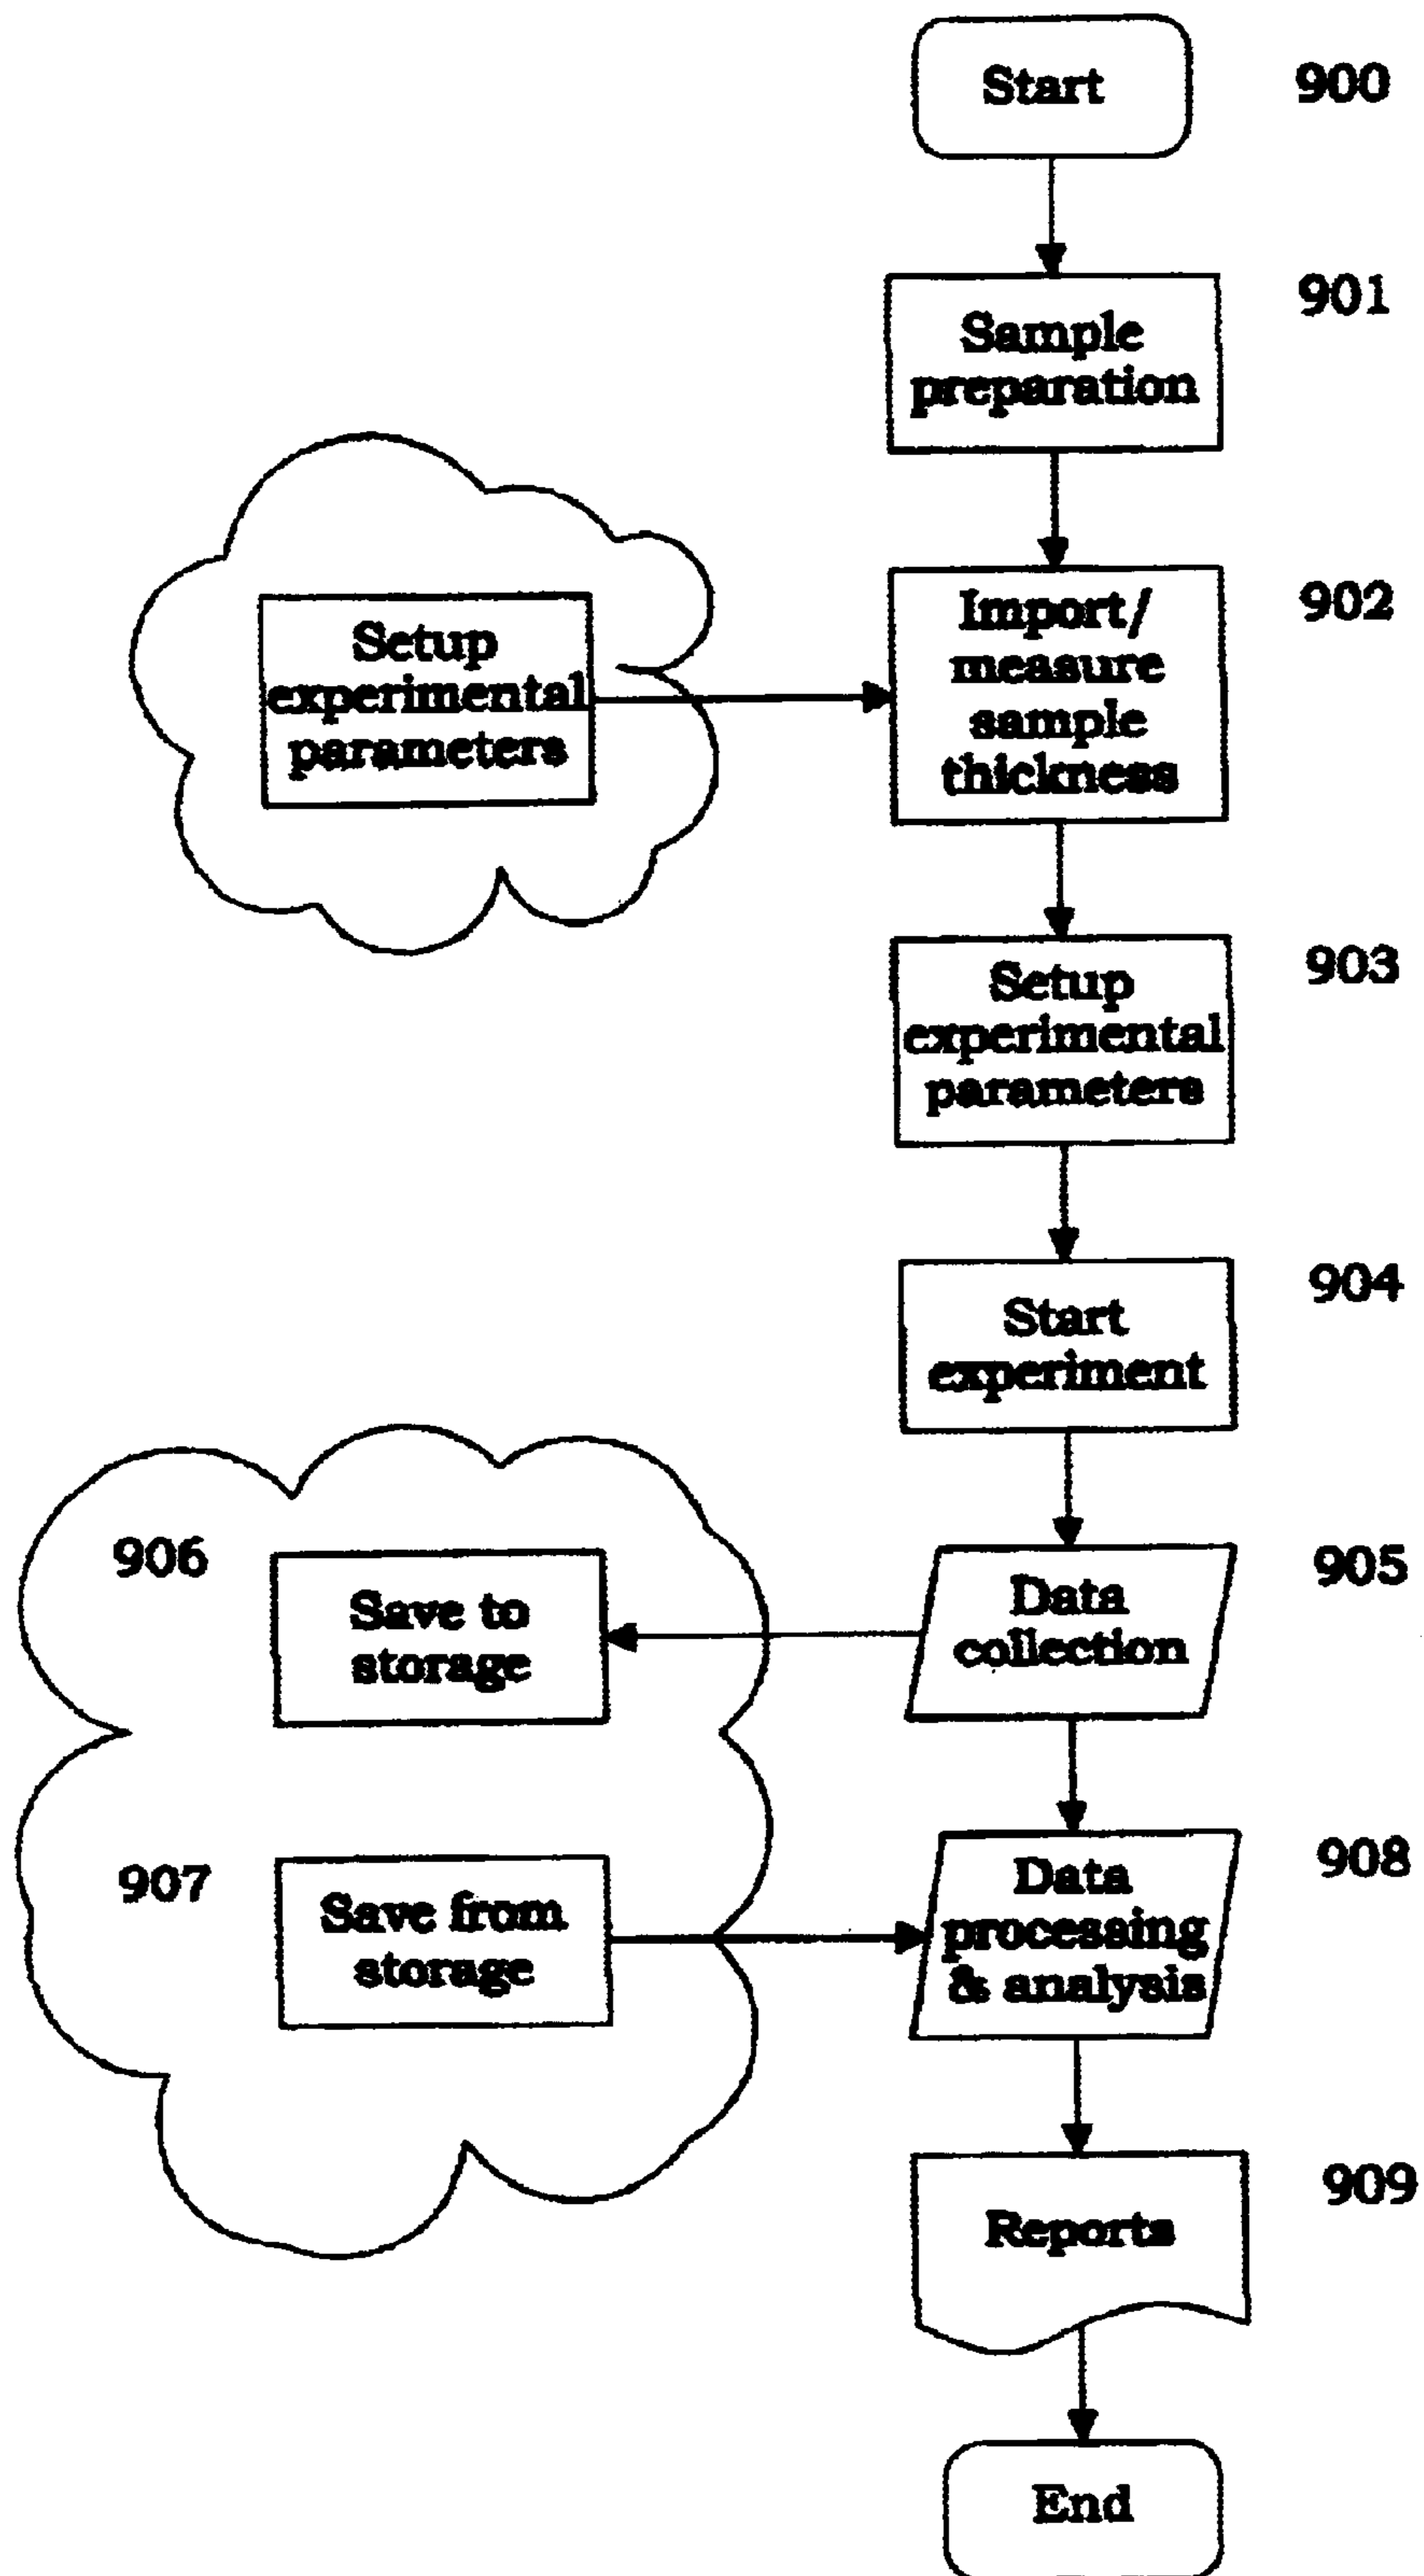 Start
900
Sample
preparation
901
Setup
experimental
parameters
Import/
measure
sample
thickness
902
Setup
experimental
parameters
903
Start
experiment
904
906
Save to
storage
Data
collection
905
907
Save from
storage
Data
processing
& analysis
908
Reports
909
End